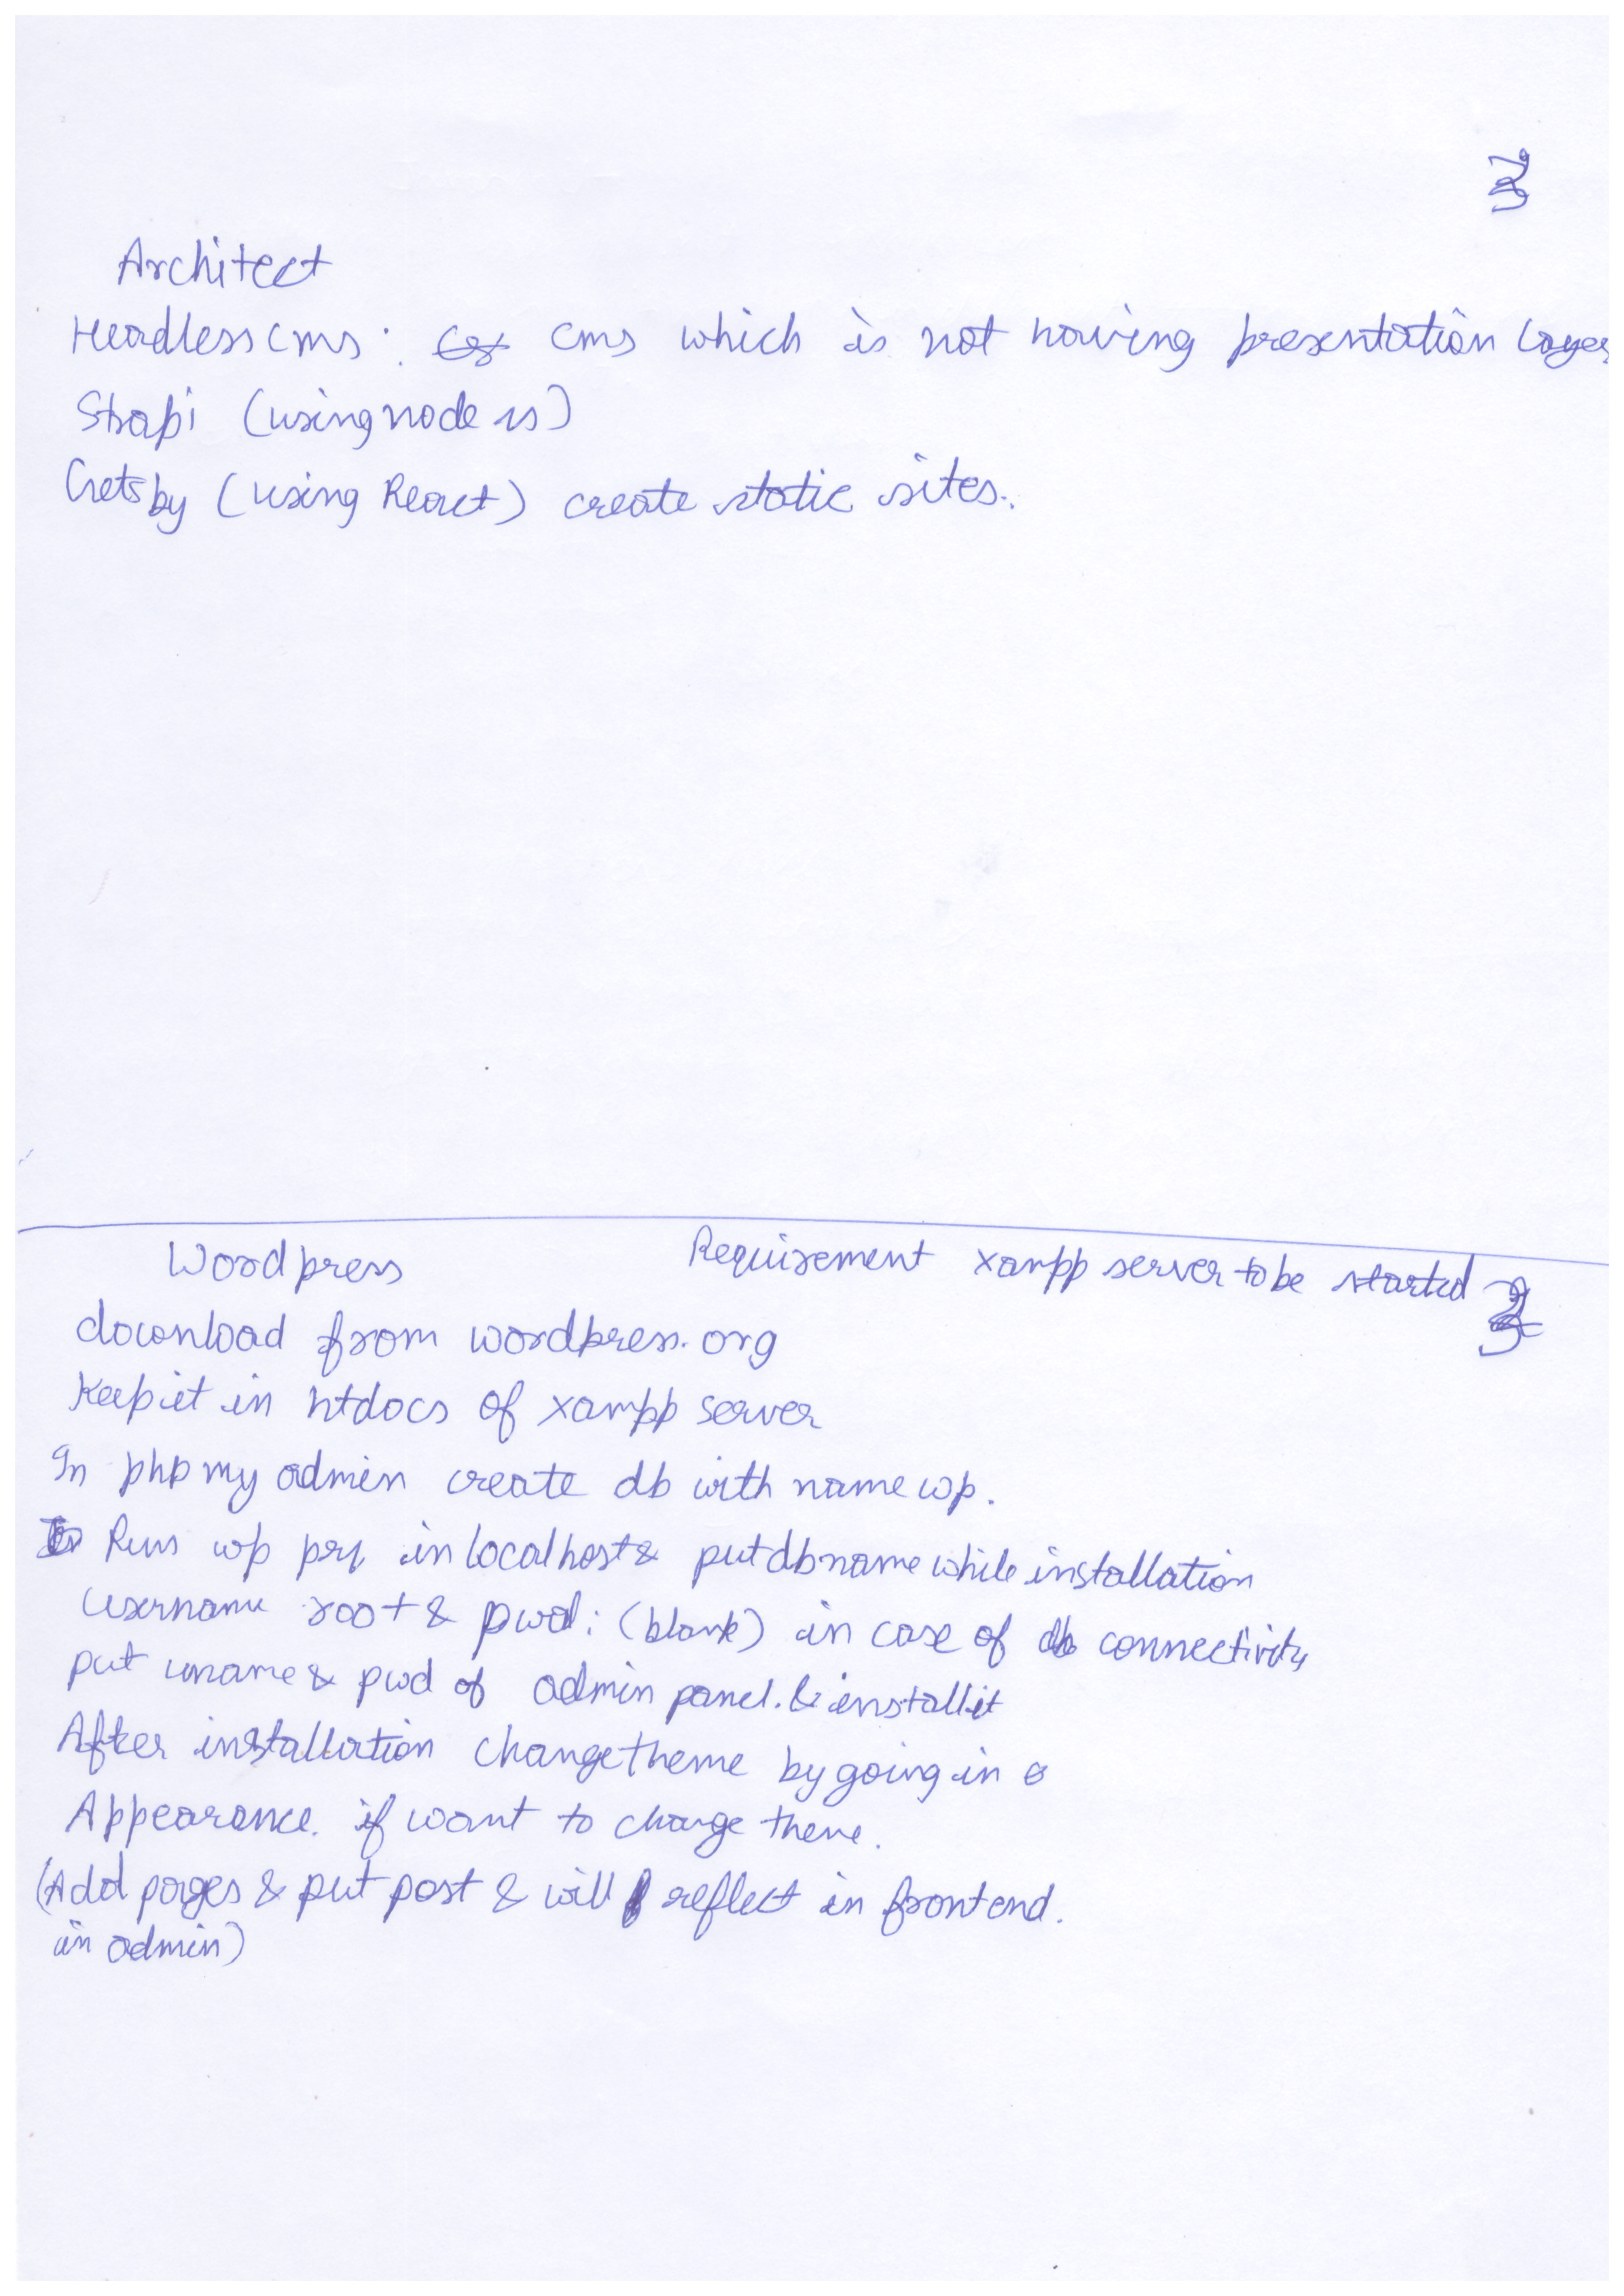 3
Architect
Headless cms : cms which is not having presentation layer
Strapi (using node js)
Gatsby (using React) create static sites.
Wordpress Requirement xampp server to be started
download from wordpress.org
Keep it in htdocs of xampp server
In php my admin create db with name wp.
Run wp prj in localhost & put db name while installation
username root & pwd : (blank) in case of db connectivity
put uname & pwd of admin panel. & install it
After installation change theme by going in
Appearance. if want to change theme.
(Add pages & put post & will reflect in frontend.
in admin)